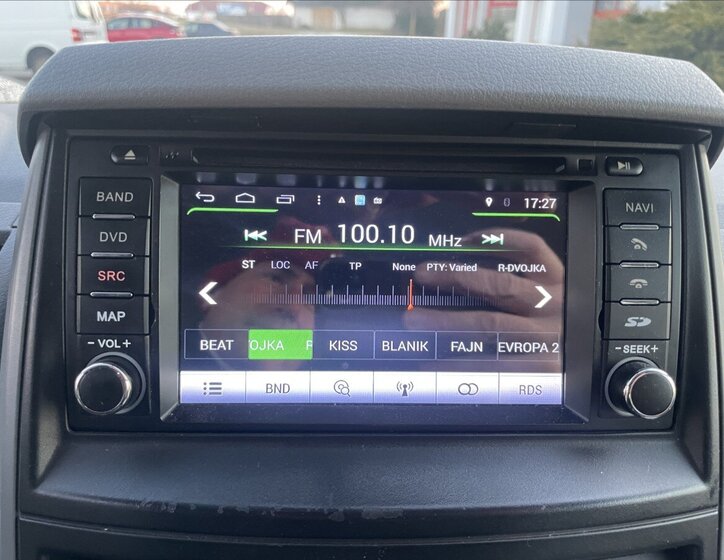 BAND
DVD
SRC
MAP
- VOL +
17:27
FM 100.10 MHz
ST LOC AF TP None PTY: Varied R-DVOJKA
BEAT OJKA R KISS BLANIK FAJN EVROPA 2
BND RDS
NAVI
SD
- SEEK +